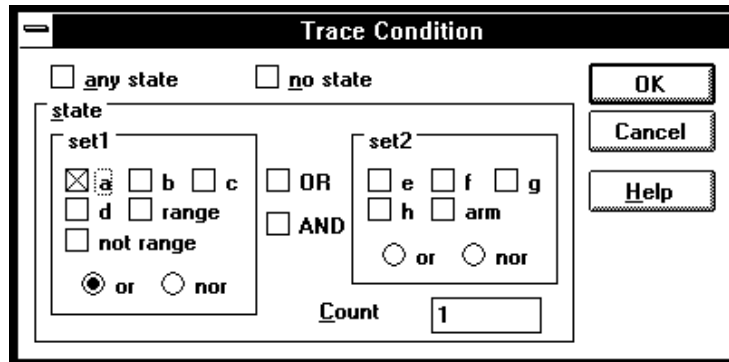 Trace Condition
any state no state OK
state
set1 set2 Cancel
a b c OR e f g Help
d range AND h arm
not range
or nor or nor
Count 1